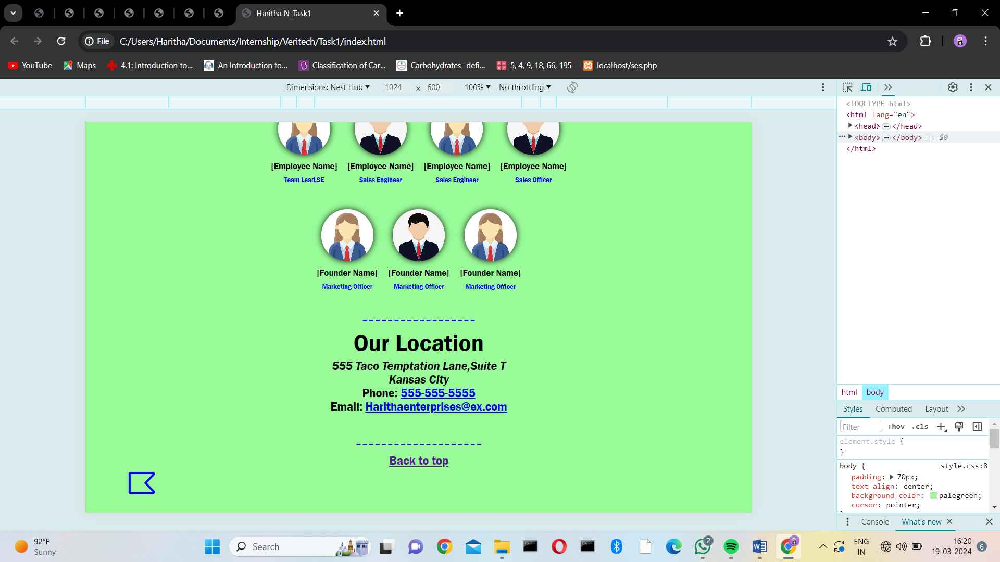 Haritha N_Task1
File
C:/Users/Haritha/Documents/Internship/Veritech/Task1/index.html
YouTube
Maps
4.1: Introduction to...
An Introduction to...
Classification of Car...
Carbohydrates- defi...
5, 4, 9, 18, 66, 195
localhost/ses.php
Dimensions: Nest Hub
1024 x 600
100%
No throttling
[Employee Name] [Employee Name] [Employee Name] [Employee Name]
Team Lead,SE Sales Engineer Sales Engineer Sales Officer
[Founder Name] [Founder Name] [Founder Name]
Marketing Officer Marketing Officer Marketing Officer
------------------
Our Location
555 Taco Temptation Lane,Suite T
Kansas City
Phone: 555-555-5555
Email: Harithaenterprises@ex.com
--------------------
Back to top
<!DOCTYPE html>
<html lang="en">
<head> ••• </head>
••• <body> ••• </body> == $0
</html>
html body
Styles Computed Layout
Filter :hov .cls
element.style {
}
body { style.css:8
padding: 70px;
text-align: center;
background-color: palegreen;
cursor: pointer;
Console What's new
92°F
Sunny
Search
2
ENG
IN
16:20
19-03-2024
6